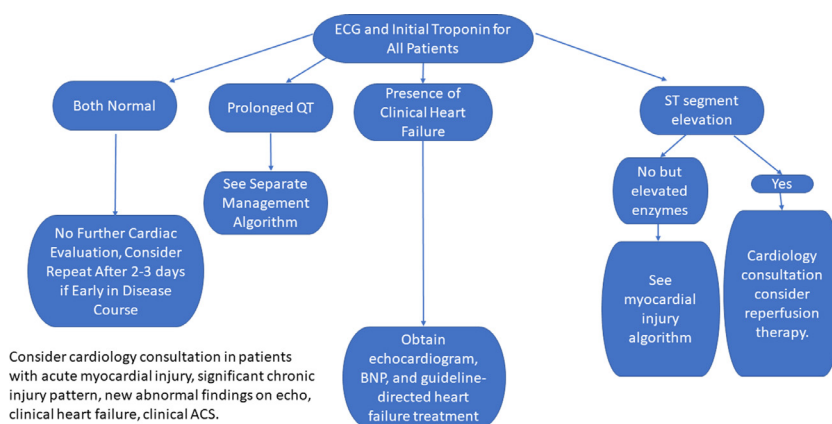 ECG and Initial Troponin for
All Patients
Both Normal
Prolonged QT
Presence of
Clinical Heart
Failure
ST segment
elevation
See Separate
Management
Algorithm
No but
elevated
enzymes
Yes
No Further Cardiac
Evaluation, Consider
Repeat After 2-3 days
if Early in Disease
Course
See
myocardial
injury
algorithm
Cardiology
consultation
consider
reperfusion
therapy.
Obtain
echocardiogram,
BNP, and guideline-
directed heart
failure treatment
Consider cardiology consultation in patients
with acute myocardial injury, significant chronic
injury pattern, new abnormal findings on echo,
clinical heart failure, clinical ACS.